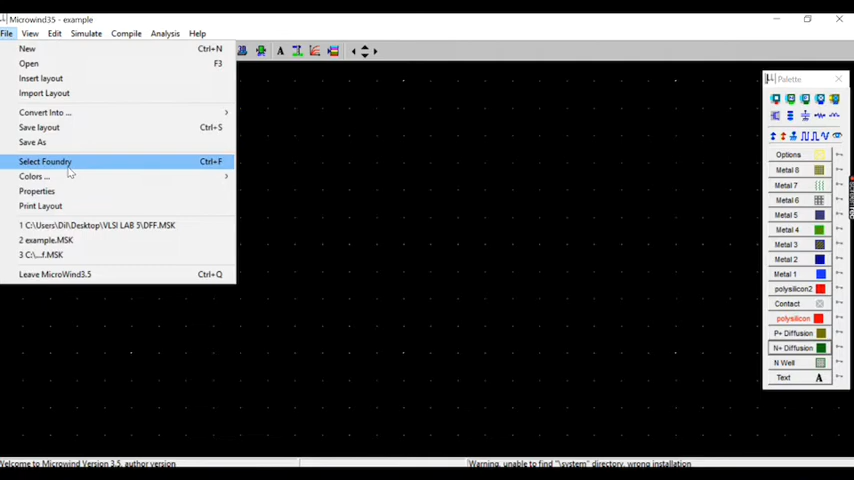 Microwind35 - example
File View Edit Simulate Compile Analysis Help
New Ctrl+N
Open F3
Insert layout
Import Layout
Convert Into ...
Save layout Ctrl+S
Save As
Select Foundry Ctrl+F
Colors ...
Properties
Print Layout
1 C:\Users\Dil\Desktop\VLSI LAB 5\DFF.MSK
2 example.MSK
3 C:\...f.MSK
Leave MicroWind3.5 Ctrl+Q
A
Palette
Options
Metal 8
Metal 7
Metal 6
Metal 5
Metal 4
Metal 3
Metal 2
Metal 1
polysilicon2
Contact
polysilicon
P+ Diffusion
N+ Diffusion
N Well
Text A
Welcome to Microwind Version 3.5, author version
Warning, unable to find "\system" directory, wrong installation